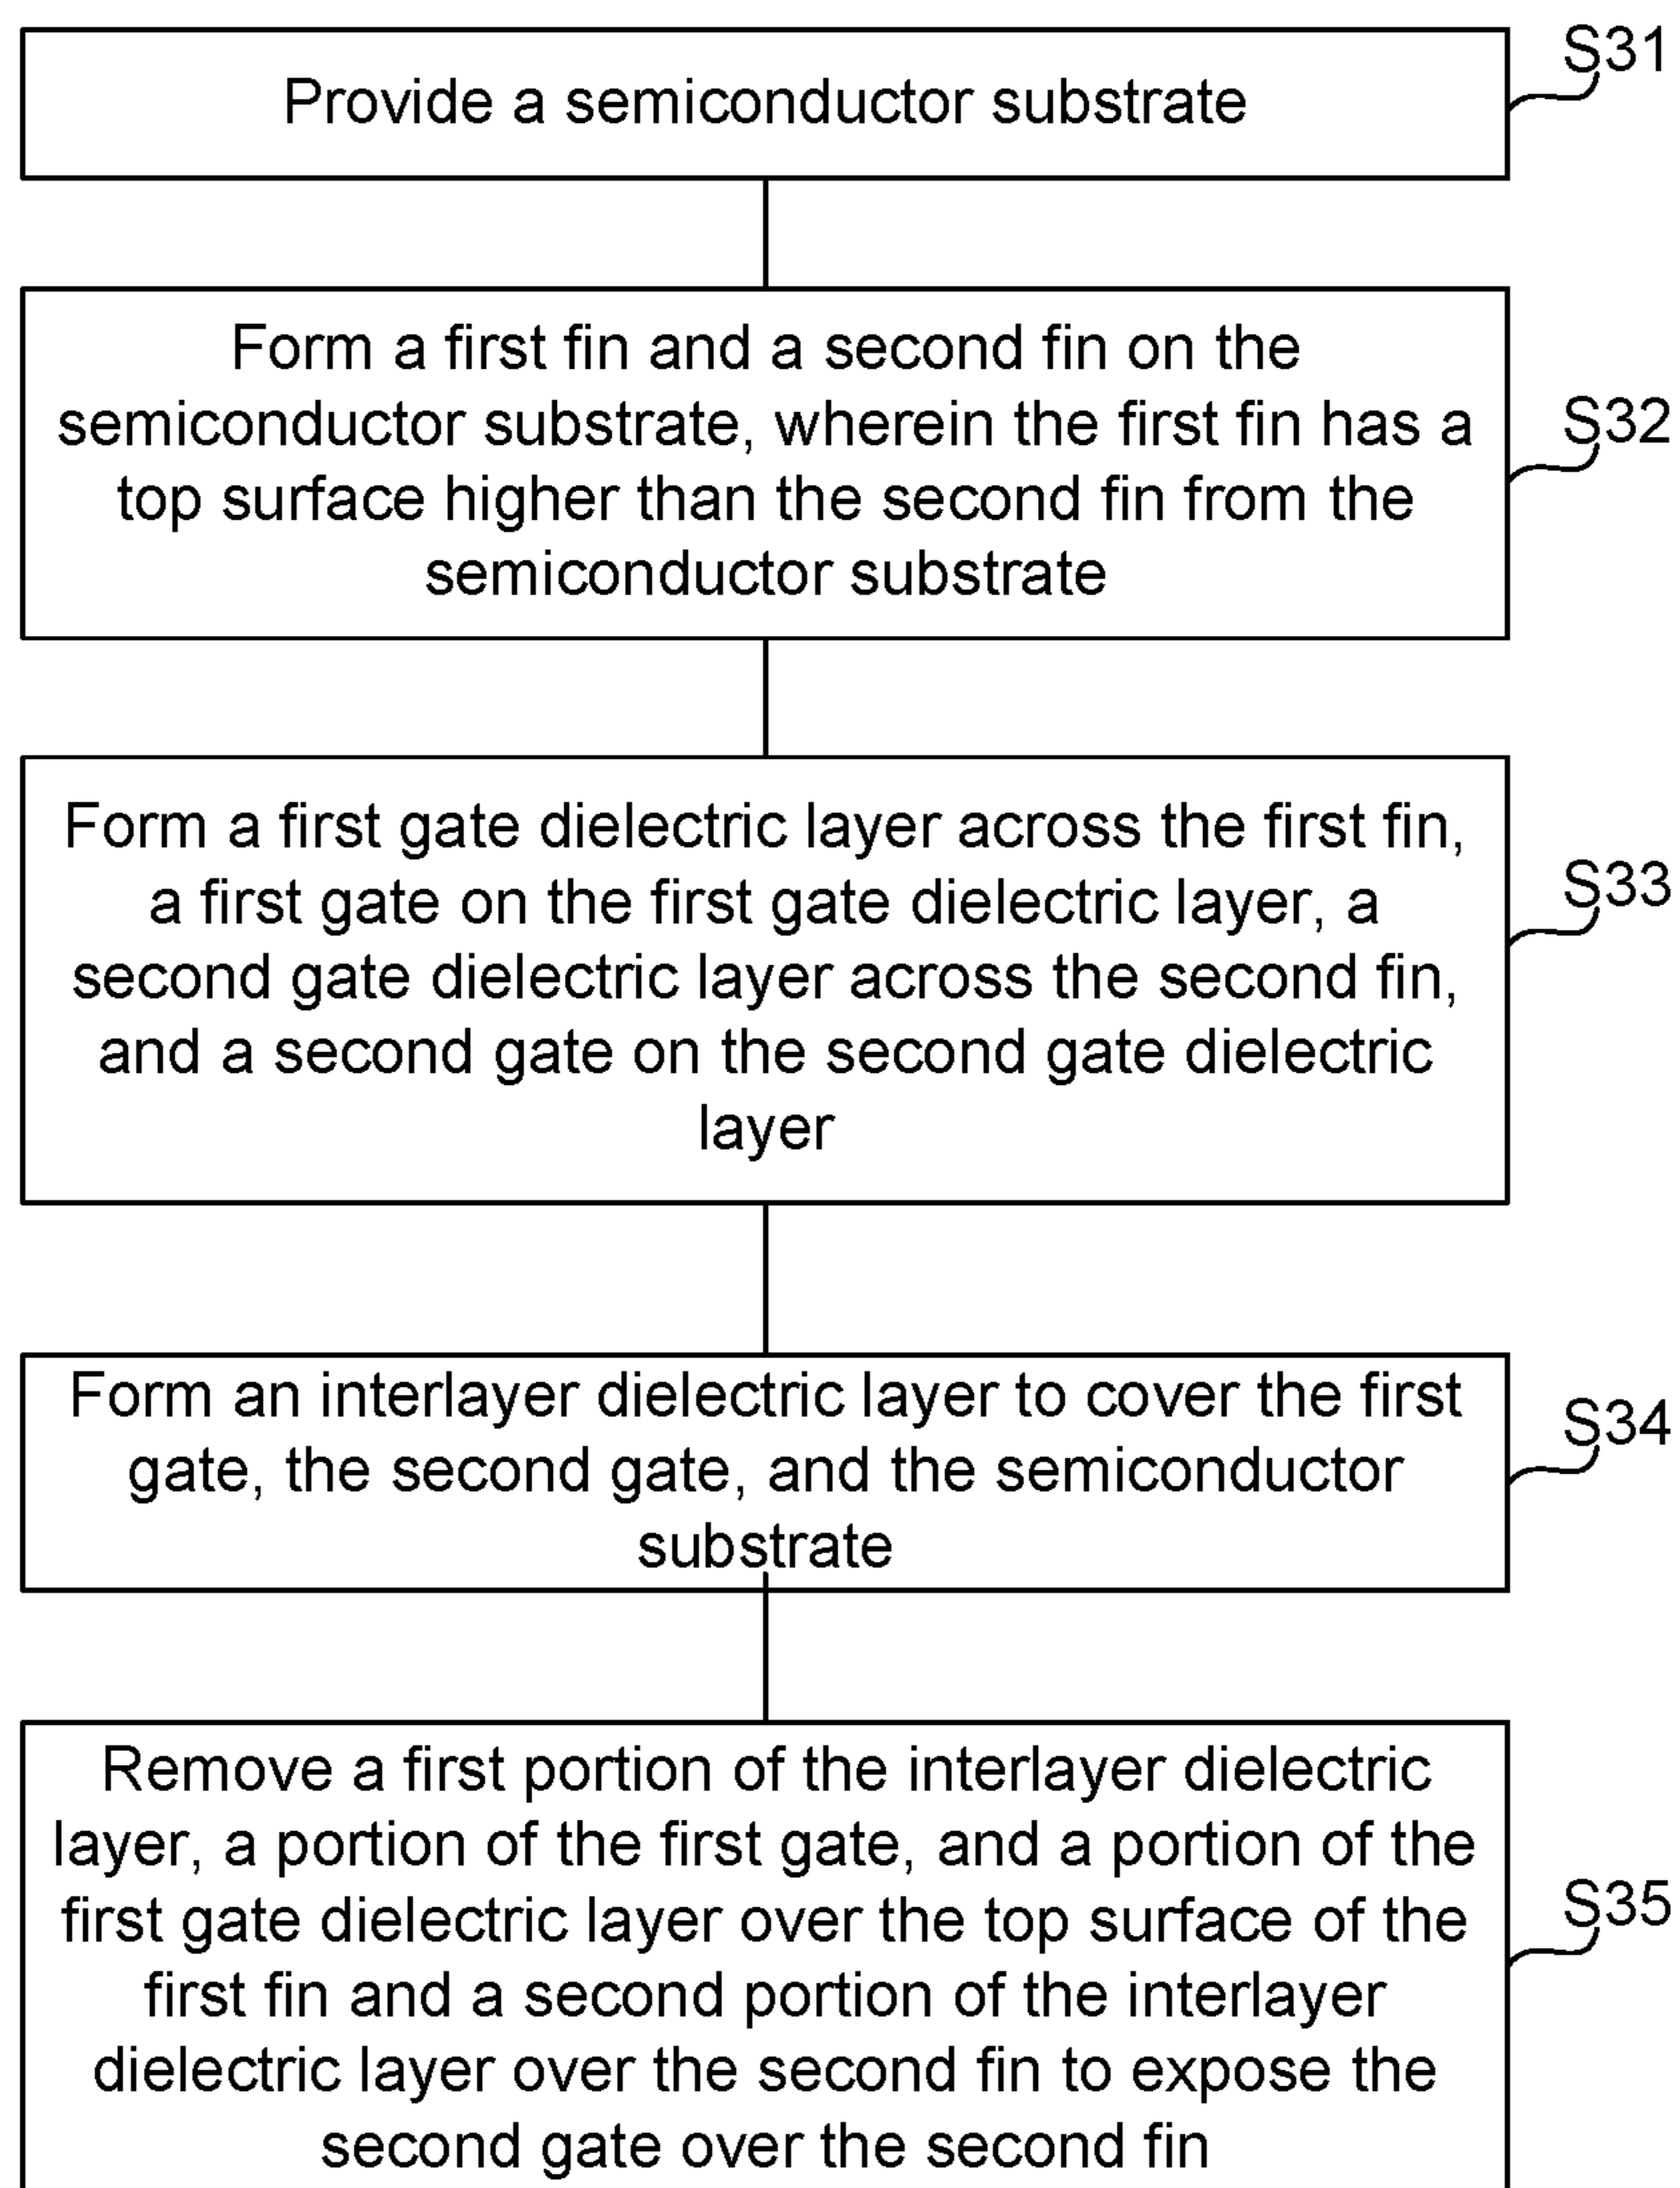 Provide a semiconductor substrate
S31
Form a first fin and a second fin on the
semiconductor substrate, wherein the first fin has a
top surface higher than the second fin from the
semiconductor substrate
S32
Form a first gate dielectric layer across the first fin,
a first gate on the first gate dielectric layer, a
second gate dielectric layer across the second fin,
and a second gate on the second gate dielectric
layer
S33
Form an interlayer dielectric layer to cover the first
gate, the second gate, and the semiconductor
substrate
S34
Remove a first portion of the interlayer dielectric
layer, a portion of the first gate, and a portion of the
first gate dielectric layer over the top surface of the
first fin and a second portion of the interlayer
dielectric layer over the second fin to expose the
second gate over the second fin
S35